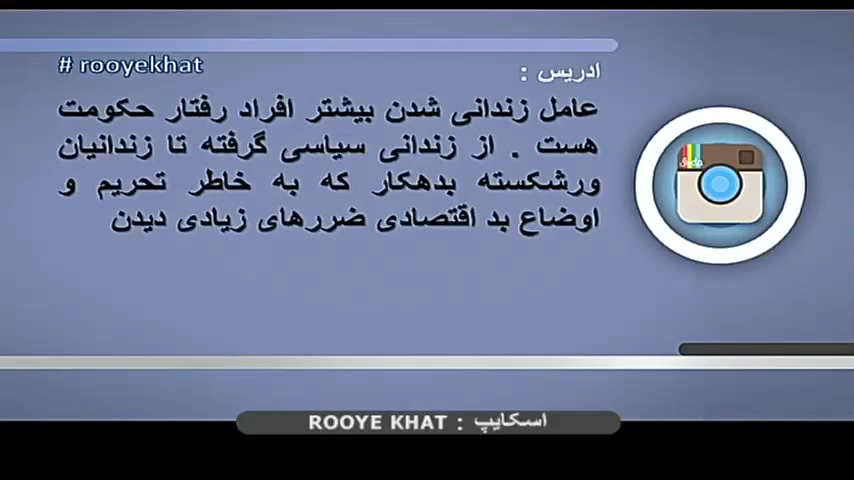 # rooyekhat
ادریس :
عامل زندانی شدن بیشتر افراد رفتار حکومت
هست . از زندانی سیاسی گرفته تا زندانیان
ورشکسته بدهکار که به خاطر تحریم و
اوضاع بد اقتصادی ضررهای زیادی دیدن
اسکایپ : ROOYE KHAT